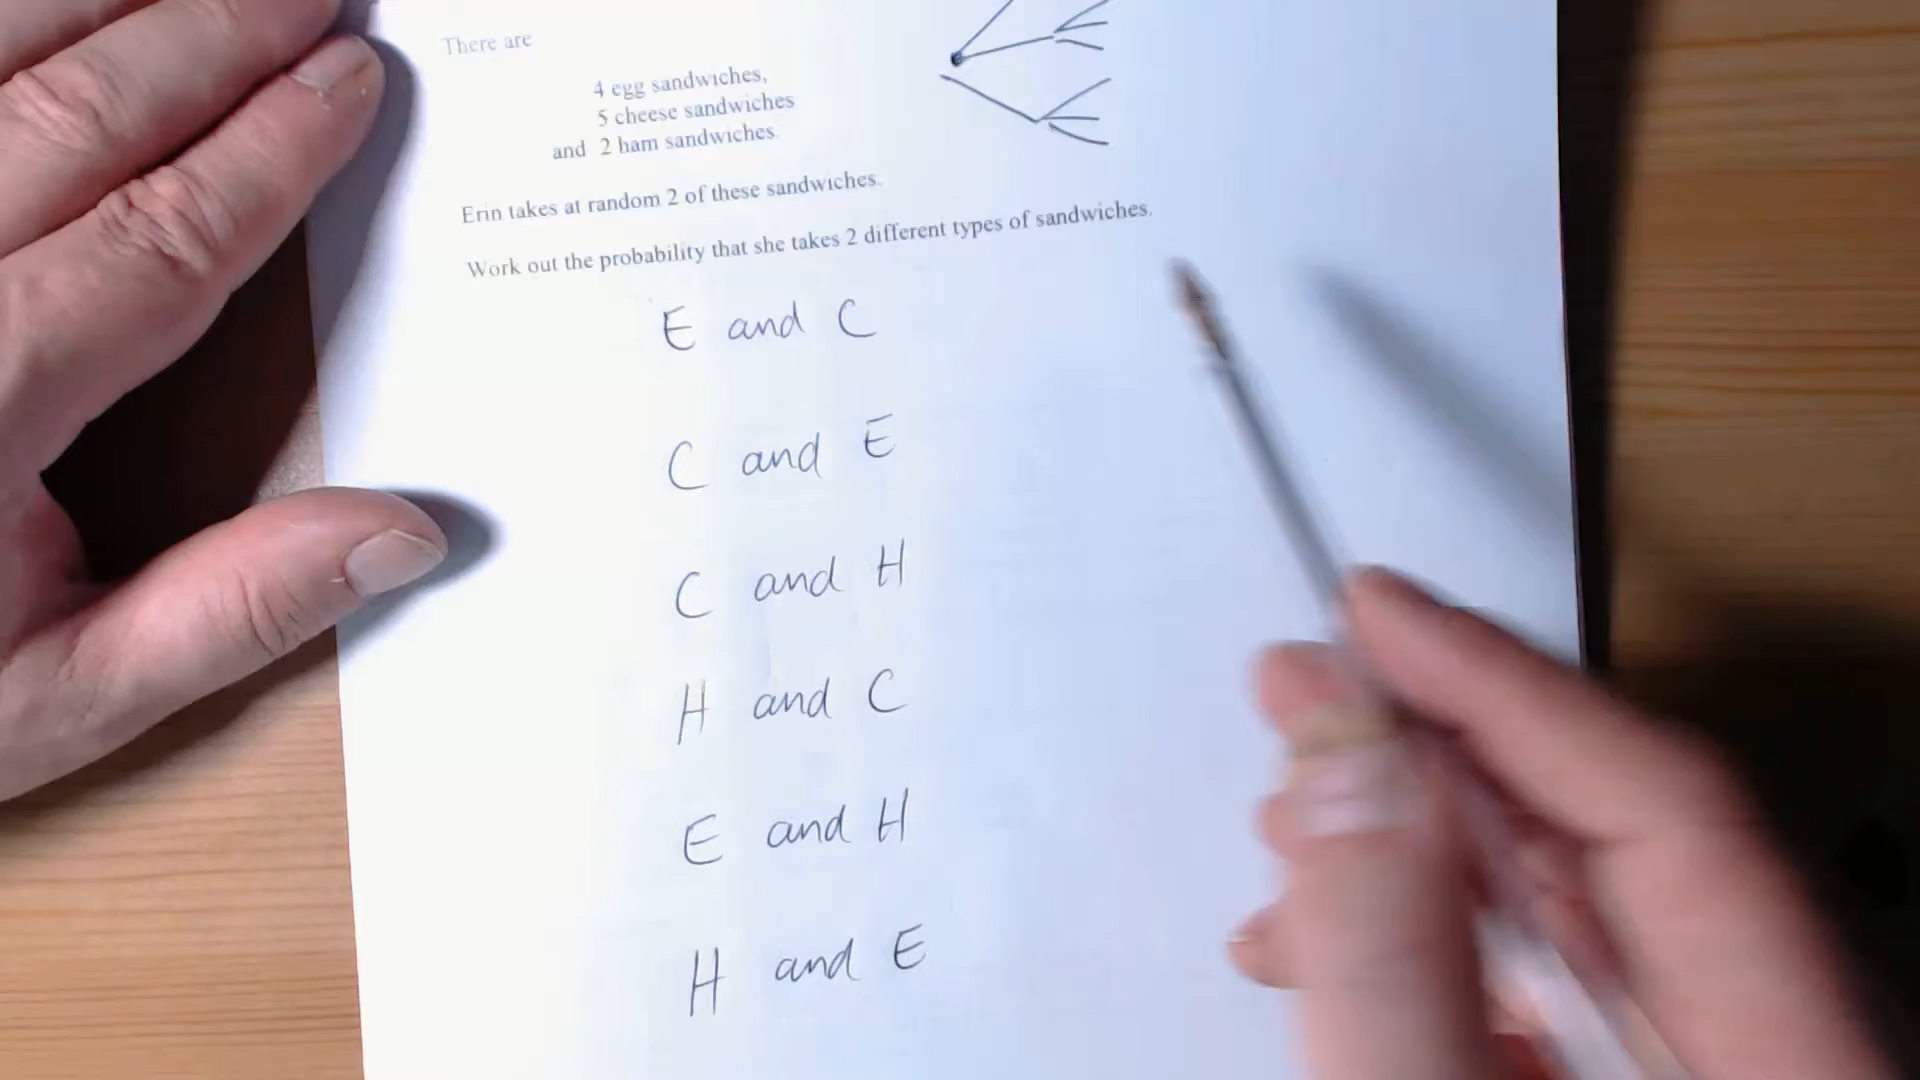 There are
4 egg sandwiches,
5 cheese sandwiches
and 2 ham sandwiches.
Erin takes at random 2 of these sandwiches.
Work out the probability that she takes 2 different types of sandwiches.
E and C
C and E
C and H
H and C
E and H
H and E